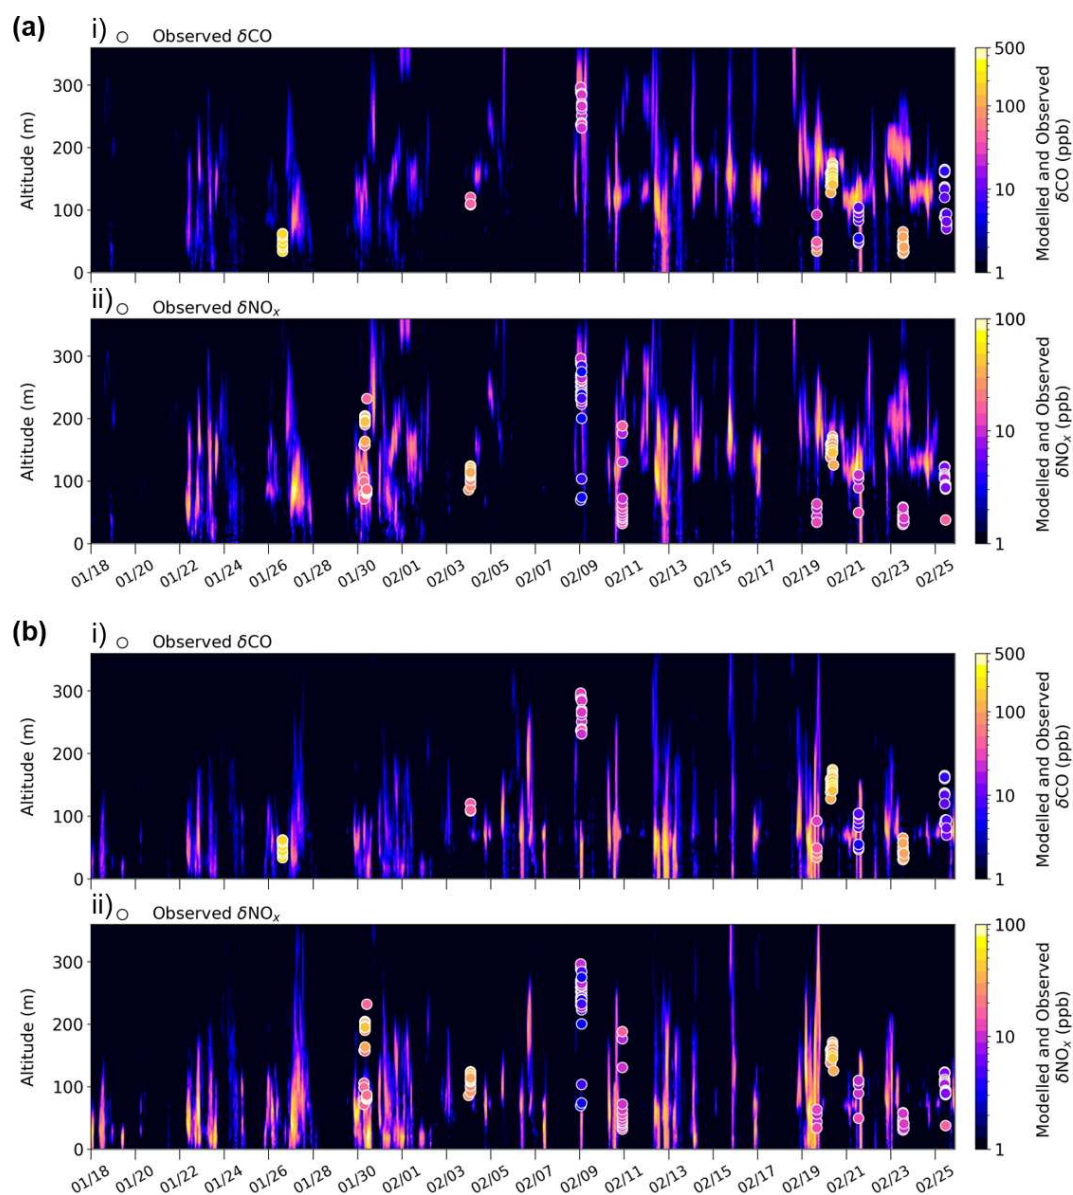 (a)
i) Observed δCO
300
200
100
0
Altitude (m)
500
100
10
1
Modelled and Observed
δCO (ppb)
ii) Observed δNOₓ
300
200
100
0
Altitude (m)
100
10
1
Modelled and Observed
δNOₓ (ppb)
01/18 01/20 01/22 01/24 01/26 01/28 01/30 02/01 02/03 02/05 02/07 02/09 02/11 02/13 02/15 02/17 02/19 02/21 02/23 02/25
(b)
i) Observed δCO
300
200
100
0
Altitude (m)
500
100
10
1
Modelled and Observed
δCO (ppb)
ii) Observed δNOₓ
300
200
100
0
Altitude (m)
100
10
1
Modelled and Observed
δNOₓ (ppb)
01/18 01/20 01/22 01/24 01/26 01/28 01/30 02/01 02/03 02/05 02/07 02/09 02/11 02/13 02/15 02/17 02/19 02/21 02/23 02/25